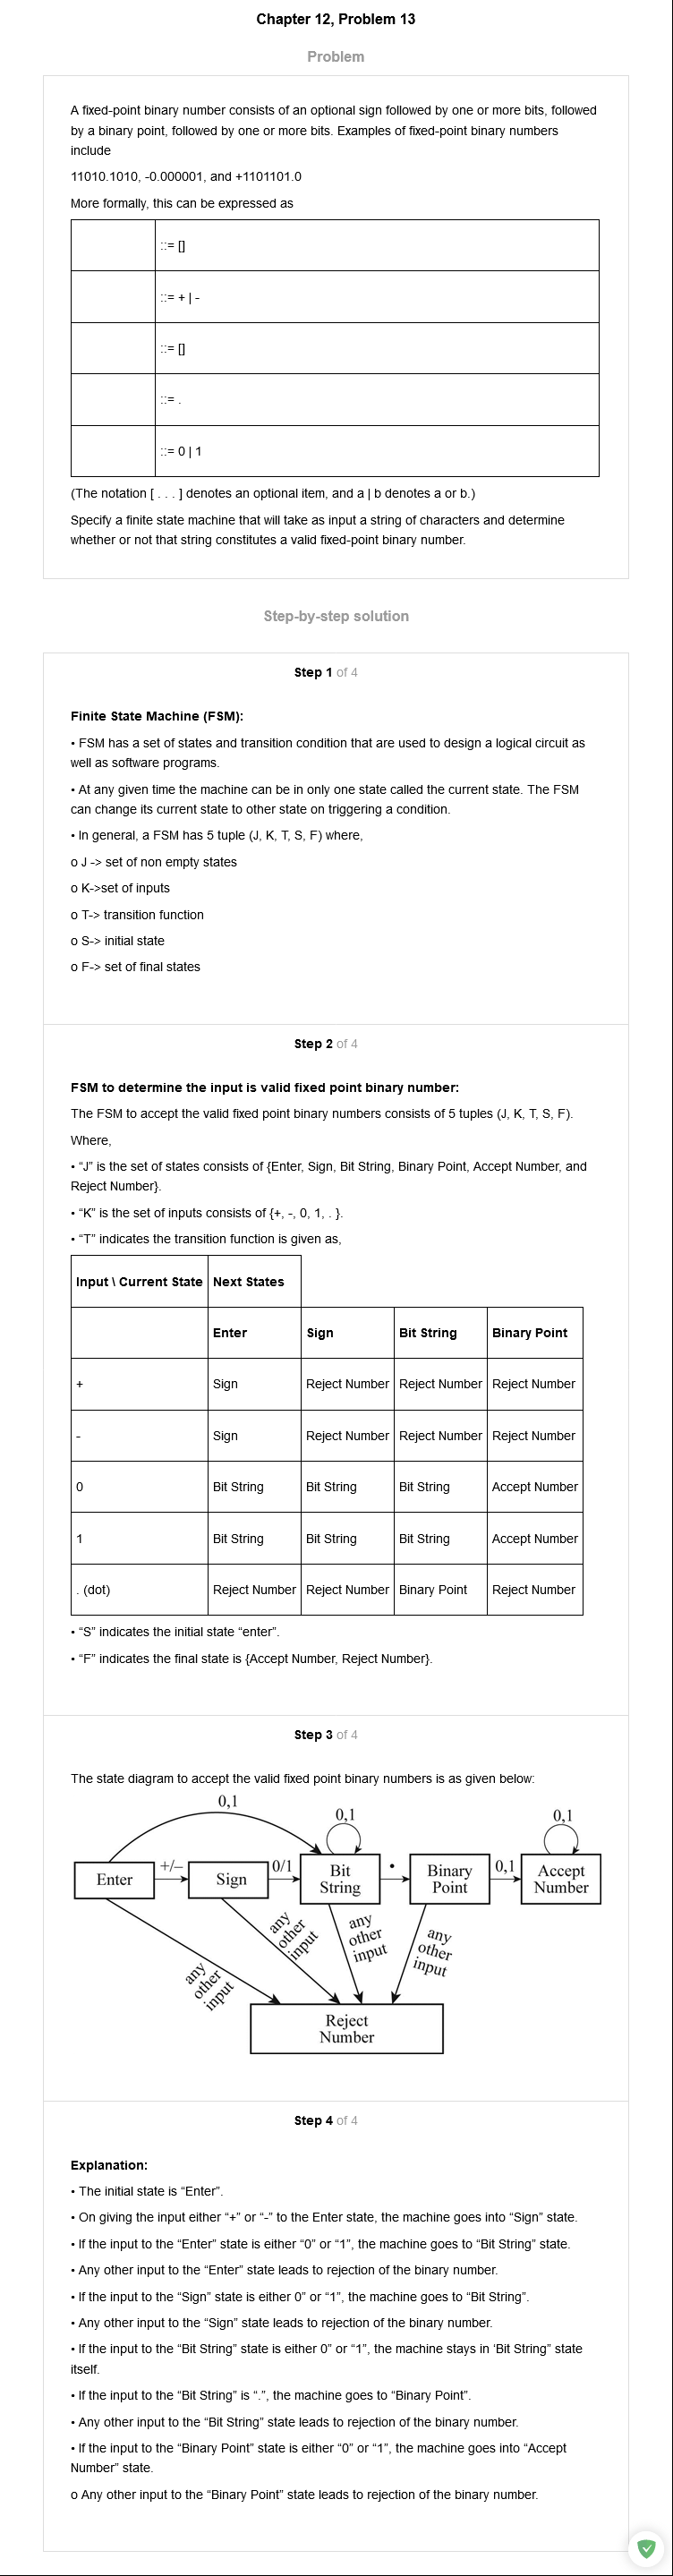 Chapter 12, Problem 13
Problem
A fixed-point binary number consists of an optional sign followed by one or more bits, followed
by a binary point, followed by one or more bits. Examples of fixed-point binary numbers
include
11010.1010, -0.000001, and +1101101.0
More formally, this can be expressed as
::= []
::= + | -
::= []
::= .
::= 0 | 1
(The notation [ . . . ] denotes an optional item, and a | b denotes a or b.)
Specify a finite state machine that will take as input a string of characters and determine
whether or not that string constitutes a valid fixed-point binary number.
Step-by-step solution
Step 1 of 4
Finite State Machine (FSM):
• FSM has a set of states and transition condition that are used to design a logical circuit as
well as software programs.
• At any given time the machine can be in only one state called the current state. The FSM
can change its current state to other state on triggering a condition.
• In general, a FSM has 5 tuple (J, K, T, S, F) where,
o J -> set of non empty states
o K->set of inputs
o T-> transition function
o S-> initial state
o F-> set of final states
Step 2 of 4
FSM to determine the input is valid fixed point binary number:
The FSM to accept the valid fixed point binary numbers consists of 5 tuples (J, K, T, S, F).
Where,
• “J” is the set of states consists of {Enter, Sign, Bit String, Binary Point, Accept Number, and
Reject Number}.
• “K” is the set of inputs consists of {+, -, 0, 1, . }.
• “T” indicates the transition function is given as,
Input \ Current State Next States
Enter Sign Bit String Binary Point
+ Sign Reject Number Reject Number Reject Number
- Sign Reject Number Reject Number Reject Number
0 Bit String Bit String Bit String Accept Number
1 Bit String Bit String Bit String Accept Number
. (dot) Reject Number Reject Number Binary Point Reject Number
• “S” indicates the initial state “enter”.
• “F” indicates the final state is {Accept Number, Reject Number}.
Step 3 of 4
The state diagram to accept the valid fixed point binary numbers is as given below:
0,1
0,1
0,1
Enter
+/–
Sign
0/1
Bit
String
•
Binary
Point
0,1
Accept
Number
any
other
input
any
other
input
any
other
input
any
other
input
Reject
Number
Step 4 of 4
Explanation:
• The initial state is “Enter”.
• On giving the input either “+” or “-” to the Enter state, the machine goes into “Sign” state.
• If the input to the “Enter” state is either “0” or “1”, the machine goes to “Bit String” state.
• Any other input to the “Enter” state leads to rejection of the binary number.
• If the input to the “Sign” state is either 0” or “1”, the machine goes to “Bit String”.
• Any other input to the “Sign” state leads to rejection of the binary number.
• If the input to the “Bit String” state is either 0” or “1”, the machine stays in ‘Bit String” state
itself.
• If the input to the “Bit String” is “.”, the machine goes to “Binary Point”.
• Any other input to the “Bit String” state leads to rejection of the binary number.
• If the input to the “Binary Point” state is either “0” or “1”, the machine goes into “Accept
Number” state.
o Any other input to the “Binary Point” state leads to rejection of the binary number.